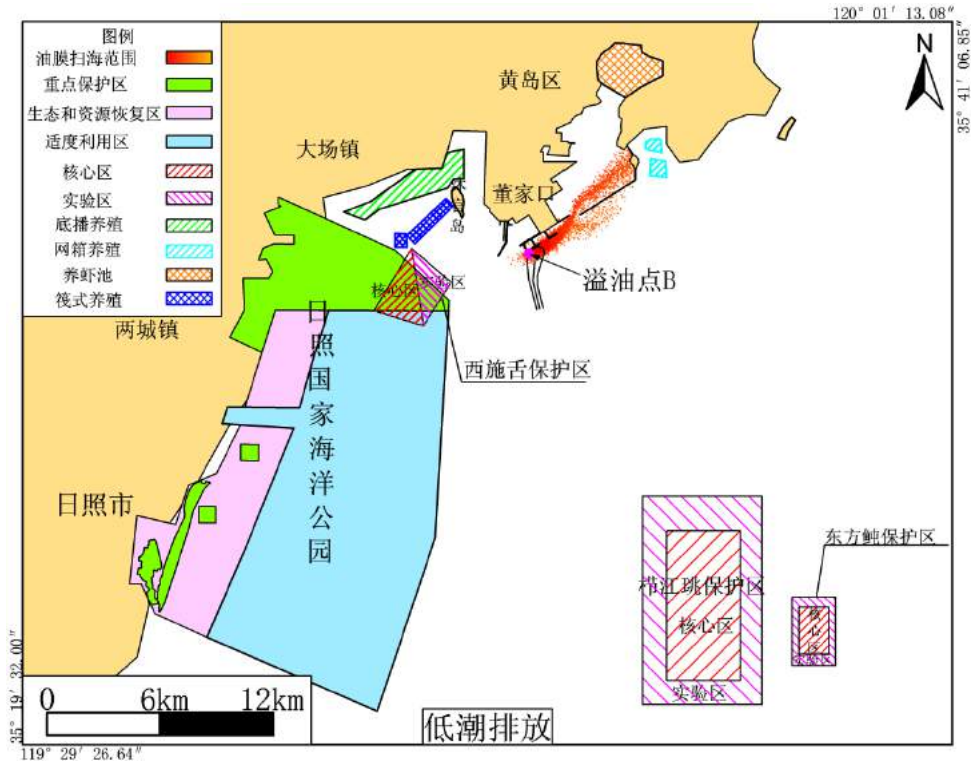 120° 01′ 13.08″
35° 41′ 06.85″
N
图例
油膜扫海范围
重点保护区
生态和资源恢复区
适度利用区
核心区
实验区
底播养殖
网箱养殖
养虾池
筏式养殖
黄岛区
大场镇
董家口
岛
溢油点B
核心区
实验区
两城镇
西施舌保护区
日照国家海洋公园
日照市
东方鲀保护区
栉江珧保护区
核心区
实验区
核心区
实验区
0 6km 12km
低潮排放
35° 19′ 32.00″
119° 29′ 26.64″